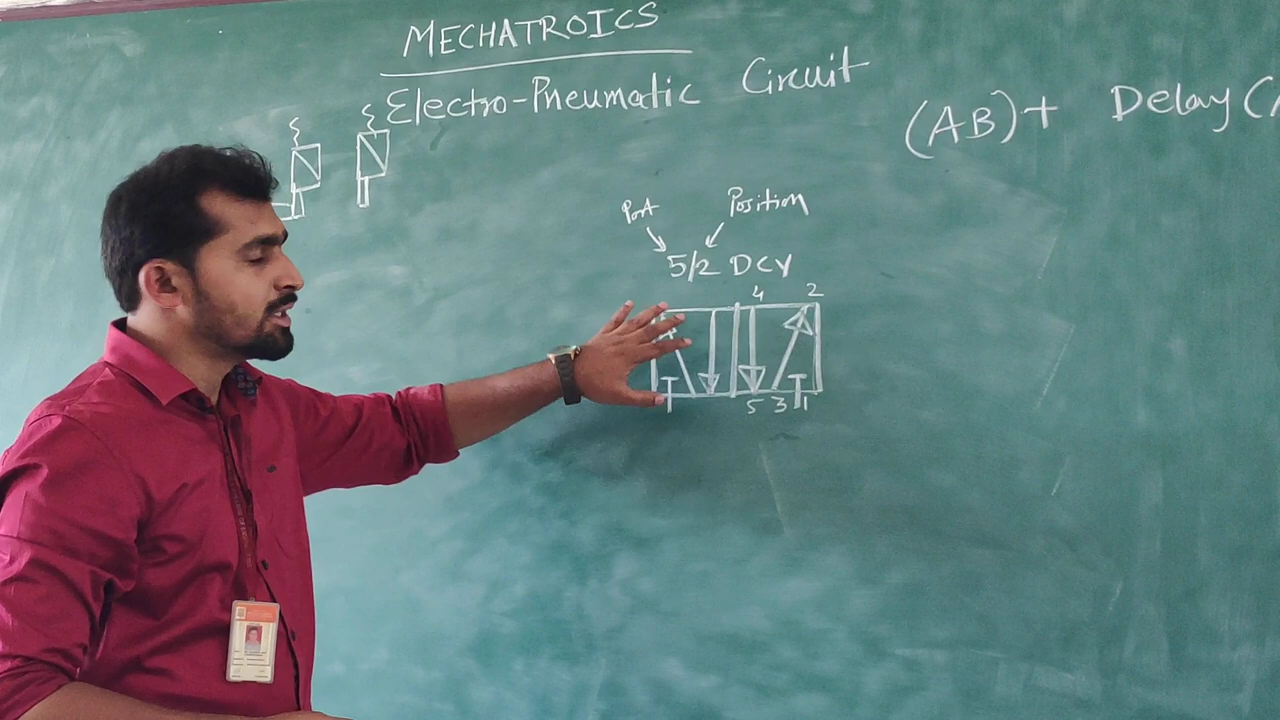 MECHATROICS
Electro-Pneumatic Circuit
(AB)+ Delay (
Port Position
5/2 DCV
4 2
5 3 1